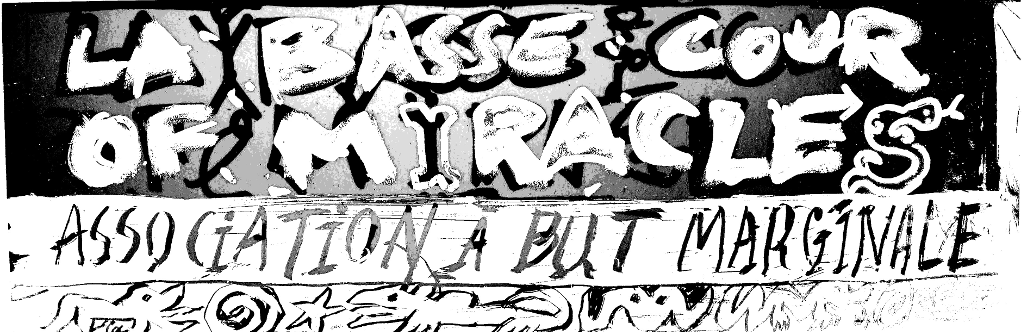 LA BASSE COUR
OF MIRACLES
ASSOCIATION À BUT MARGINALE